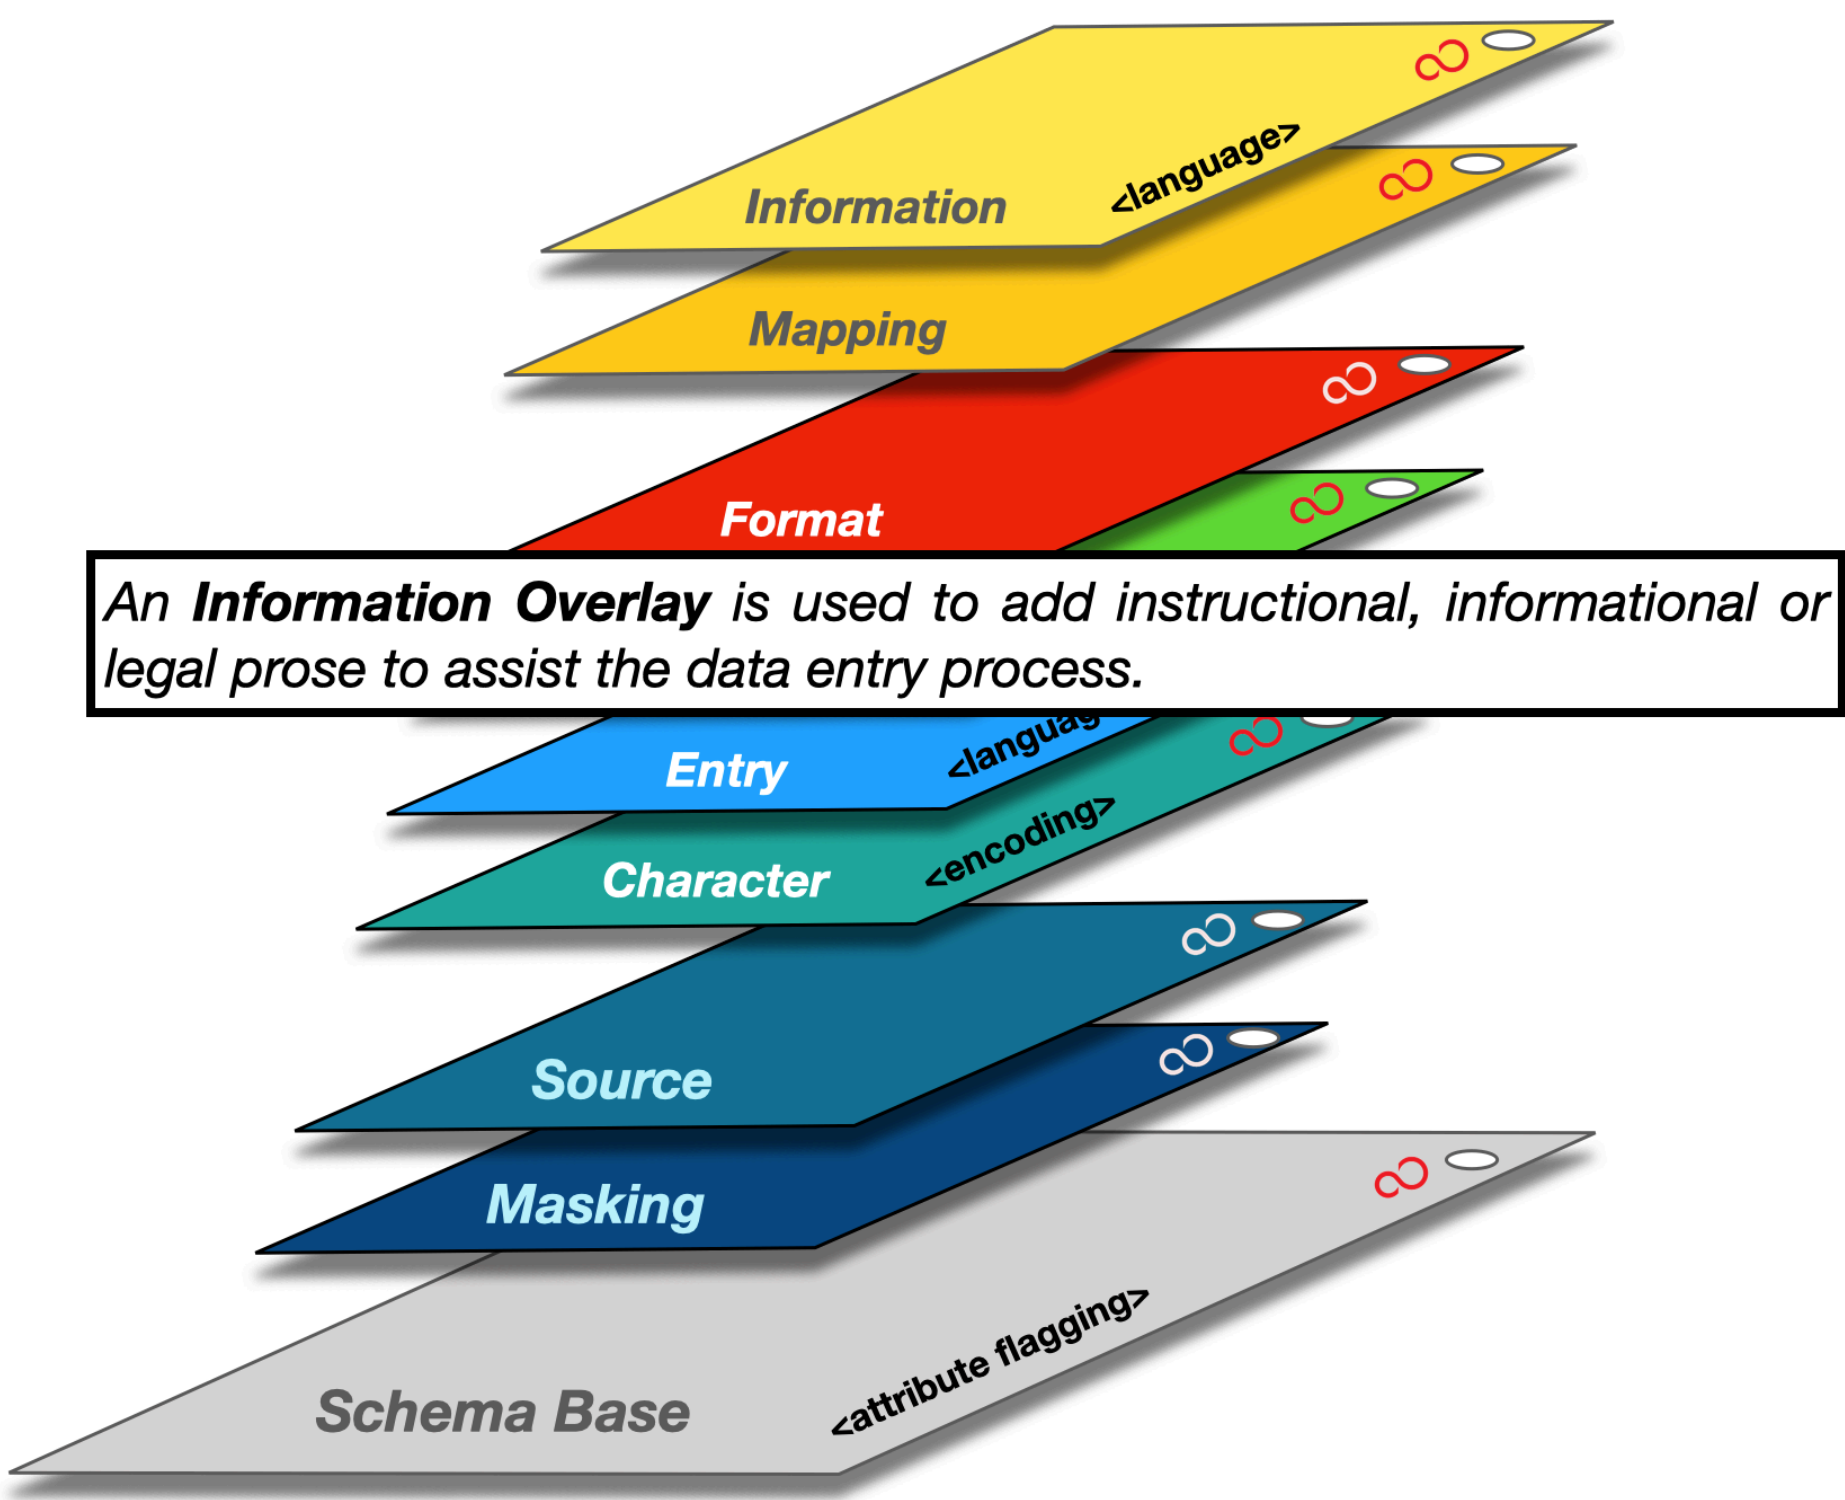 <language>
Information
Mapping
Format
An Information Overlay is used to add instructional, informational or
legal prose to assist the data entry process.
<languag
Entry
<encoding>
Character
Source
Masking
<attribute flagging>
Schema Base